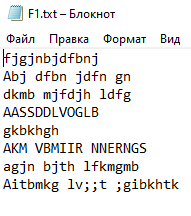 F1.txt – Блокнот
Файл Правка Формат Вид
fjgjnbjdfbnj
Abj dfbn jdfn gn
dkmb mjfdjh ldfg
AASSDDLVOGLB
gkbkhgh
AKM VBMIIR NNERNGS
agjn bjth lfkmgmb
Aitbmkg lv;;t ;gibkhtk